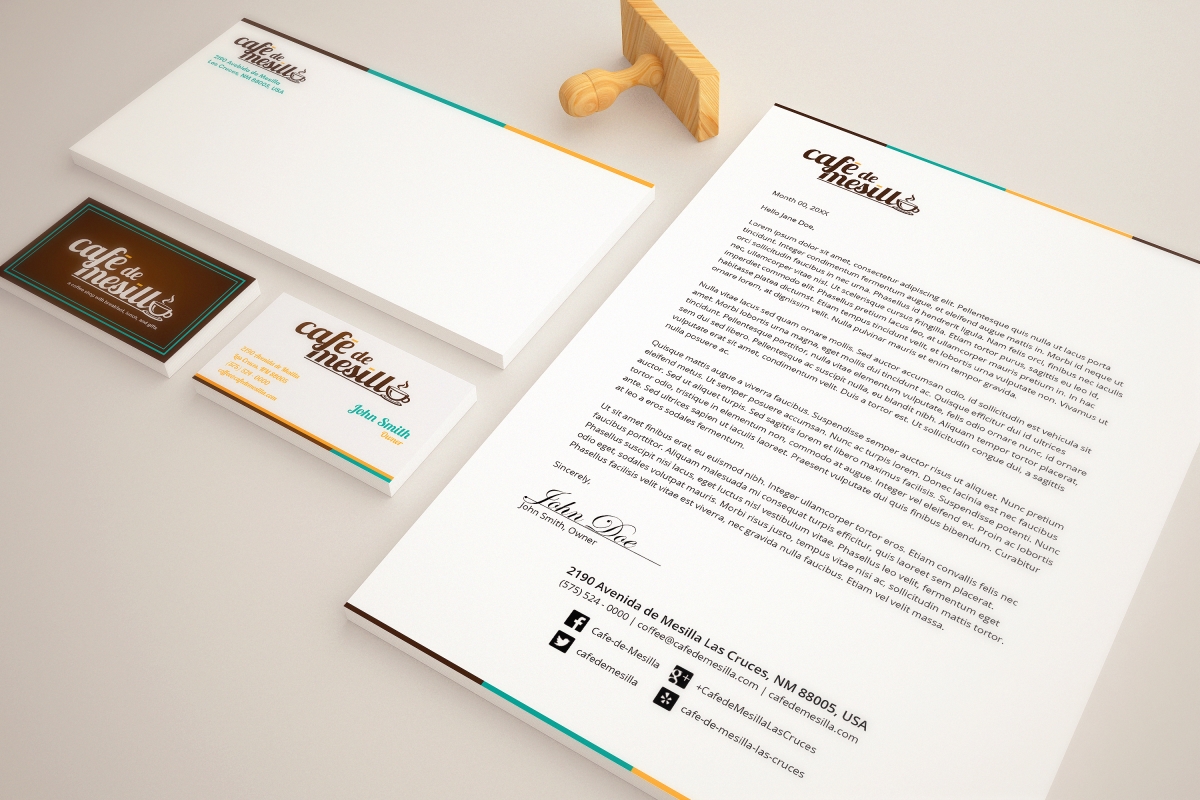 café de
mesilla
2190 Avenida de Mesilla
Las Cruces, NM 88005, USA
café de
mesilla
a coffee shop with breakfast, lunch, and gifts
café de
mesilla
2190 Avenida de Mesilla
Las Cruces, NM 88005
(575) 524 - 0000
coffee@cafedemesilla.com
John Smith
Owner
café de
mesilla
Month 00, 20XX
Hello Jane Doe,
Lorem ipsum dolor sit amet, consectetur adipiscing elit. Pellentesque quis nulla ut lacus porta
tincidunt. Integer condimentum fermentum augue, et eleifend augue mattis in. Morbi id neque ut
orci sollicitudin faucibus in nec urna. Phasellus id hendrerit ligula. Nam felis orci, finibus nec iaculis
nec, ullamcorper vitae nisl. Ut scelerisque cursus fringilla. Etiam tortor purus, sagittis eu leo id,
imperdiet commodo elit. Phasellus pretium lacus leo, at ullamcorper mauris pretium in. In hac
habitasse platea dictumst. Etiam tempus tincidunt velit, et lobortis urna vulputate non. Vivamus ut
ornare lorem, at dignissim velit. Nulla pulvinar mauris et enim tempor gravida.
Nulla vitae lacus sed quam ornare mollis. Sed auctor accumsan odio, id sollicitudin est vehicula sit
amet. Morbi lobortis urna magna, eget mollis dui tincidunt ac. Quisque efficitur dui id ultrices
tincidunt. Pellentesque porttitor, nulla vitae elementum vulputate, felis odio ornare nunc, id ornare
sem dui sed libero. Pellentesque ac suscipit nulla, eu blandit nibh. Aliquam tempor tortor placerat,
vulputate erat sit amet, condimentum velit. Duis a tortor est. Ut sollicitudin congue dui, a sagittis
nulla posuere ac.
Quisque mattis augue a viverra faucibus. Suspendisse semper auctor risus ut aliquet. Nunc pretium
eleifend metus. Ut semper posuere accumsan. Nunc ac turpis lorem. Donec lacinia est nec faucibus
auctor. Sed ut aliquet turpis. Sed sagittis lorem et libero maximus facilisis. Suspendisse potenti. Nunc
tortor odio, tristique in elementum non, commodo at augue. Integer vel eleifend ex. Proin ac lobortis
ante. Sed ultrices sapien ut iaculis laoreet. Praesent vulputate dui quis finibus bibendum. Curabitur
at leo a eros sodales fermentum.
Ut sit amet finibus erat, eu euismod nibh. Integer ullamcorper tortor eros. Etiam convallis felis nec
faucibus porttitor. Aliquam malesuada mi consequat turpis efficitur, quis laoreet sem placerat.
Phasellus suscipit nisi lacus, eget luctus nisl vestibulum vitae. Phasellus leo velit, fermentum eget
odio eget, sodales volutpat mauris. Morbi risus justo, tempus vitae nisi ac, sollicitudin mattis tortor.
Phasellus facilisis velit vitae est viverra, nec gravida nulla faucibus. Etiam vel velit massa.
Sincerely,
John Doe
John Smith, Owner
2190 Avenida de Mesilla Las Cruces, NM 88005, USA
(575) 524 - 0000 | coffee@cafedemesilla.com | cafedemesilla.com
Cafe-de-Mesilla
+CafedeMesillaLasCruces
cafedemesilla
cafe-de-mesilla-las-cruces